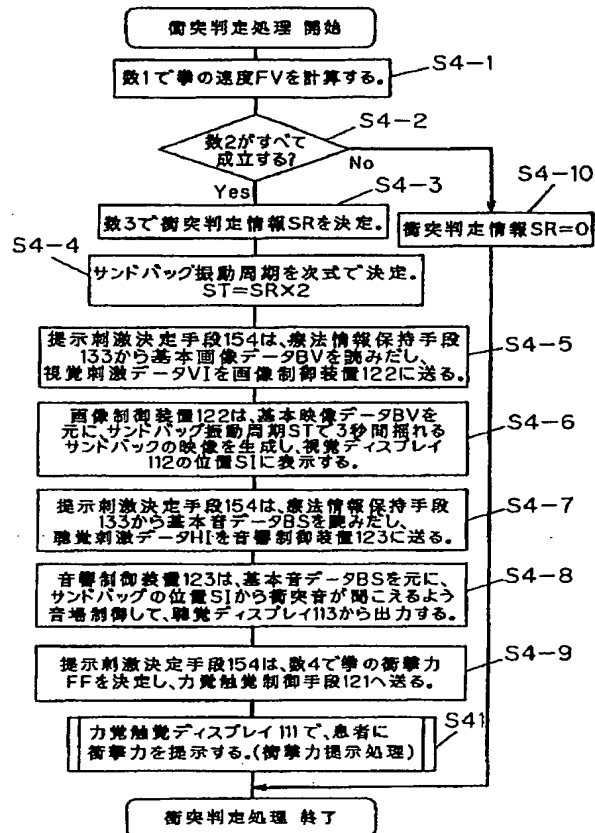 衝突判定処理 開始
S4-1
数1で拳の速度FVを計算する。
S4-2
数2がすべて
成立する?
No
Yes
S4-3
S4-10
数3で衝突判定情報SRを決定。
衝突判定情報SR=0
S4-4
サンドバッグ振動周期を次式で決定。
ST=SR×2
提示刺激決定手段154は、療法情報保持手段
133から基本画像データBVを読みだし、
視覚刺激データVIを画像制御装置122に送る。
S4-5
画像制御装置122は、基本映像データBVを
元に、サンドバッグ振動周期STで3秒間揺れる
サンドバックの映像を生成し、視覚ディスプレイ
112の位置SIに表示する。
S4-6
提示刺激決定手段154は、療法情報保持手段
133から基本音データBSを読みだし、
聴覚刺激データHIを音響制御装置123に送る。
S4-7
音響制御装置123は、基本音データBSを元に、
サンドバッグの位置SIから衝突音が聞こえるよう
音場制御して、聴覚ディスプレイ113から出力する。
S4-8
提示刺激決定手段154は、数4で拳の衝撃力
FFを決定し、力覚触覚制御手段121へ送る。
S4-9
力覚触覚ディスプレイ111で、患者に
衝撃力を提示する。(衝撃力提示処理)
S41
衝突判定処理 終了